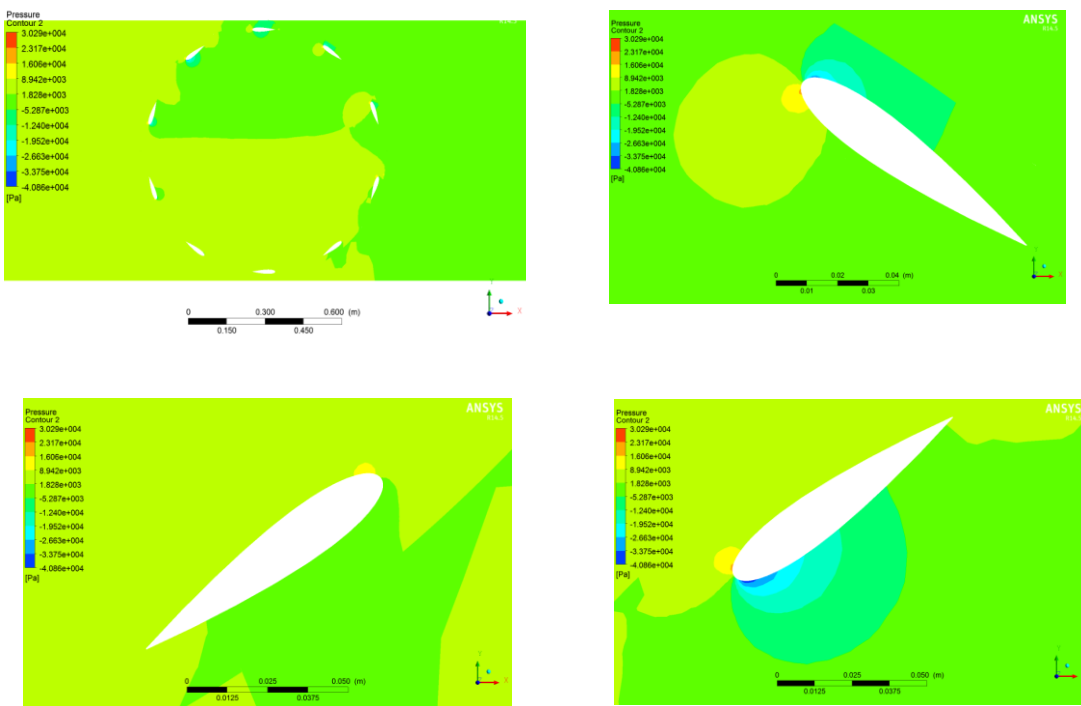 Pressure
Contour 2
3.029e+004
2.317e+004
1.606e+004
8.942e+003
1.828e+003
-5.287e+003
-1.240e+004
-1.952e+004
-2.663e+004
-3.375e+004
-4.086e+004
[Pa]
0 0.300 0.600 (m)
0.150 0.450
Y
X
ANSYS
R14.5
Pressure
Contour 2
3.029e+004
2.317e+004
1.606e+004
8.942e+003
1.828e+003
-5.287e+003
-1.240e+004
-1.952e+004
-2.663e+004
-3.375e+004
-4.086e+004
[Pa]
0 0.02 0.04 (m)
0.01 0.03
Y
X
ANSYS
Pressure
Contour 2
3.029e+004
2.317e+004
1.606e+004
8.942e+003
1.828e+003
-5.287e+003
-1.240e+004
-1.952e+004
-2.663e+004
-3.375e+004
-4.086e+004
[Pa]
0 0.025 0.050 (m)
0.0125 0.0375
Y
X
ANSYS
Pressure
Contour 2
3.029e+004
2.317e+004
1.606e+004
8.942e+003
1.828e+003
-5.287e+003
-1.240e+004
-1.952e+004
-2.663e+004
-3.375e+004
-4.086e+004
[Pa]
0 0.025 0.050 (m)
0.0125 0.0375
Y
X